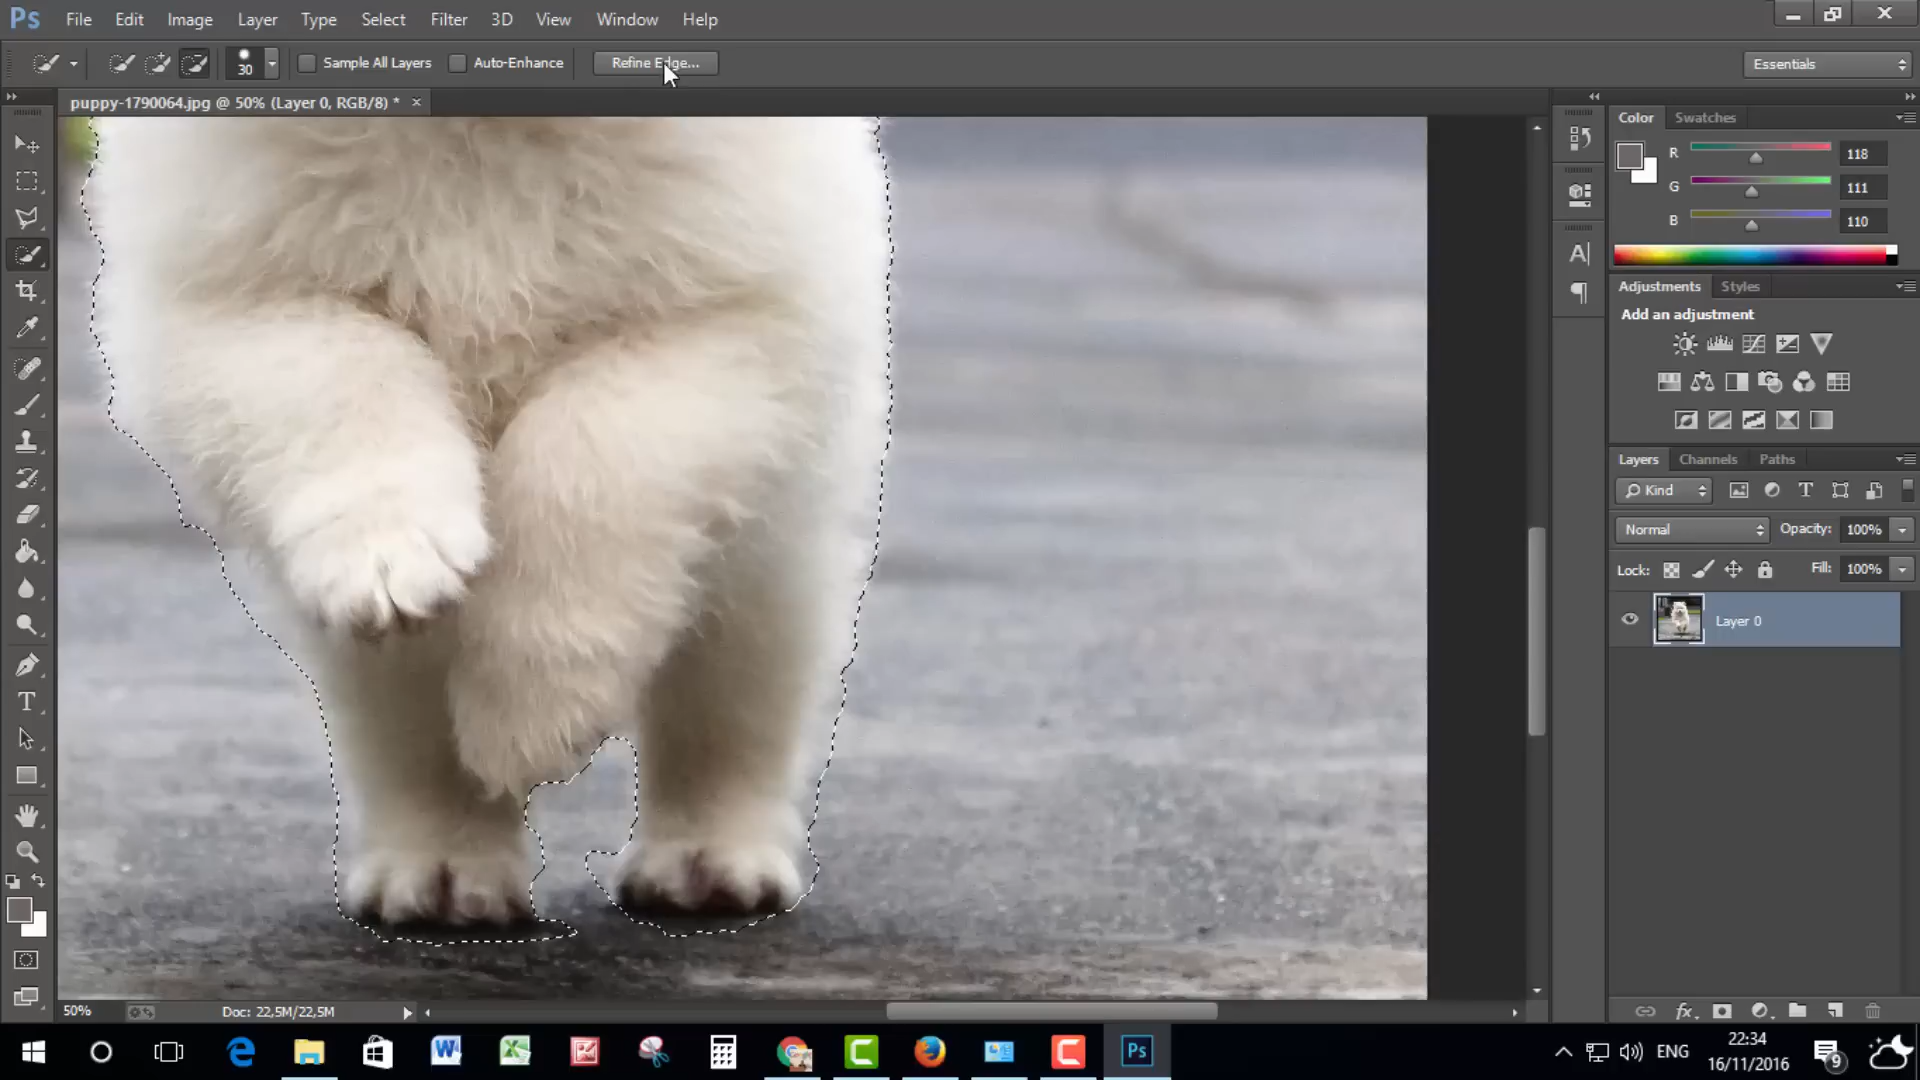 Ps File Edit Image Layer Type Select Filter 3D View Window Help
30 Sample All Layers Auto-Enhance Refine Edge... Essentials
puppy-1790064.jpg @ 50% (Layer 0, RGB/8) *
Color Swatches
R 118
G 111
B 110
Adjustments Styles
Add an adjustment
Layers Channels Paths
Kind
Normal Opacity: 100%
Lock: Fill: 100%
Layer 0
50% Doc: 22,5M/22,5M
ENG 22:34
16/11/2016 9